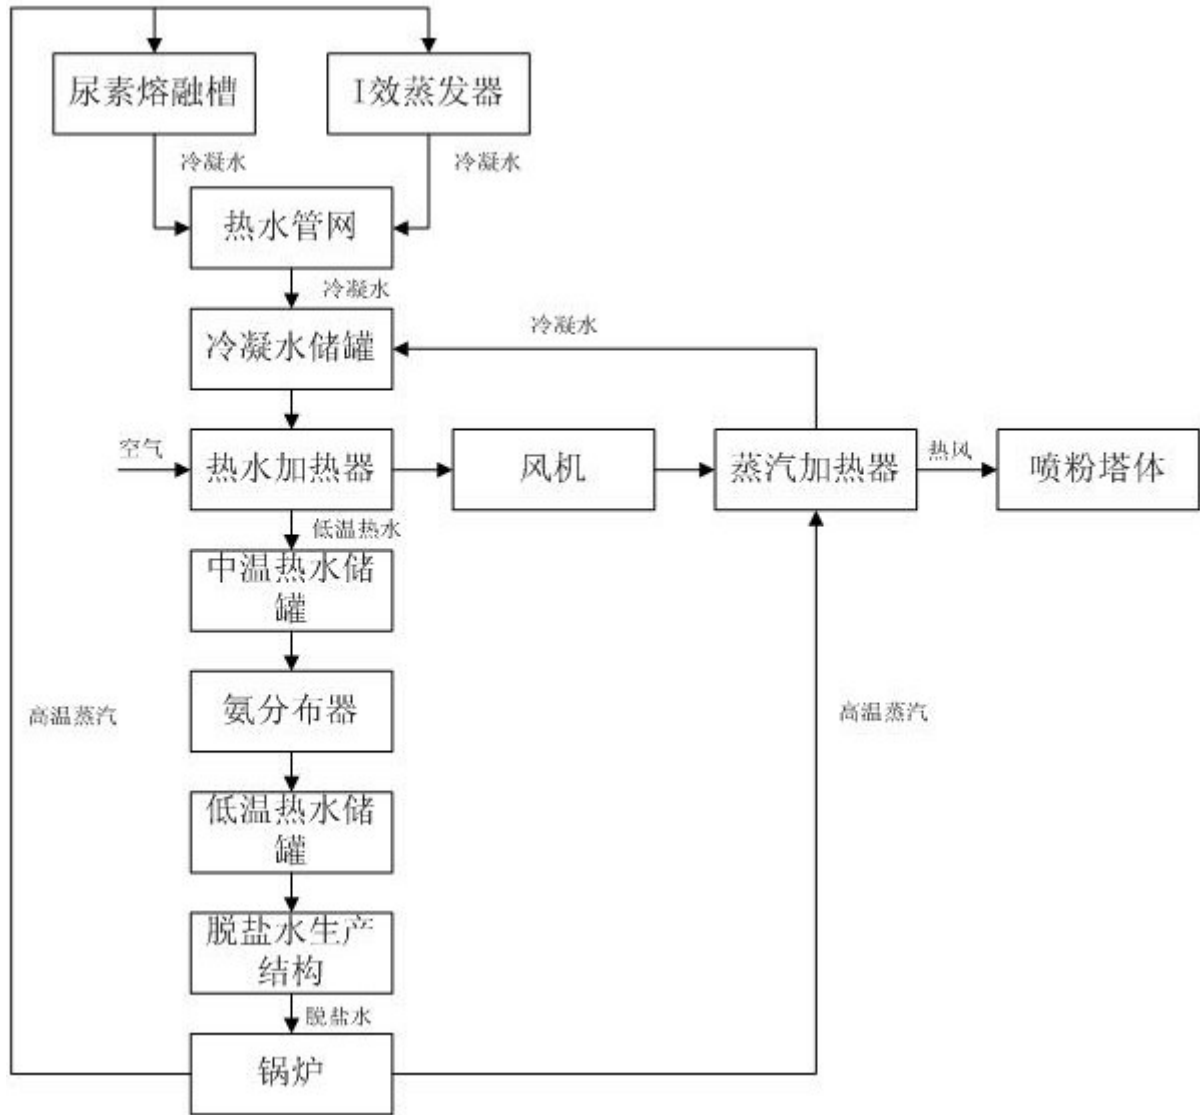 尿素熔融槽
I效蒸发器
冷凝水
冷凝水
热水管网
冷凝水
冷凝水储罐
冷凝水
空气
热水加热器
风机
蒸汽加热器
热风
喷粉塔体
低温热水
中温热水储
罐
氨分布器
高温蒸汽
高温蒸汽
低温热水储
罐
脱盐水生产
结构
脱盐水
锅炉